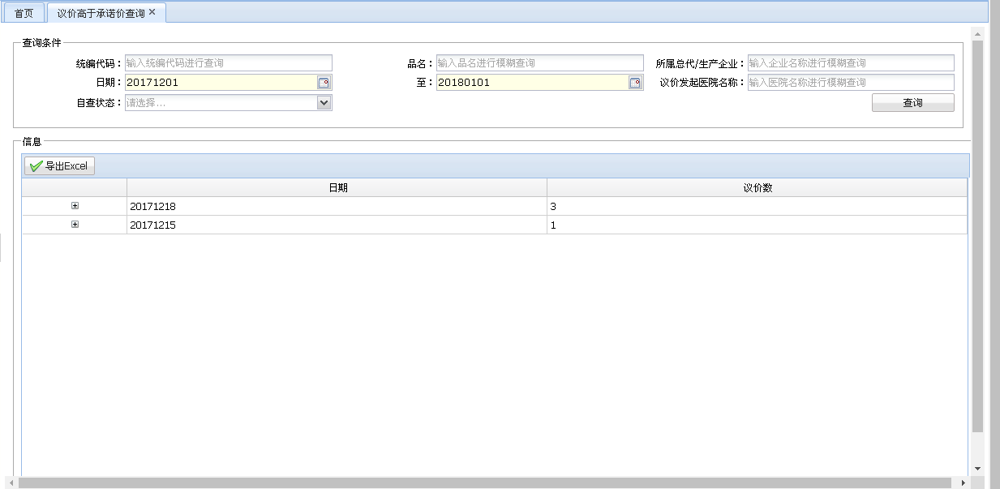 首页 议价高于承诺价查询
查询条件
统编代码： 输入统编代码进行查询 品名： 输入品名进行模糊查询 所属总代/生产企业： 输入企业名称进行模糊查询
日期： 20171201 至： 20180101 议价发起医院名称： 输入医院名称进行模糊查询
自查状态： 请选择... 查询
信息
导出Excel
日期 议价数
20171218 3
20171215 1